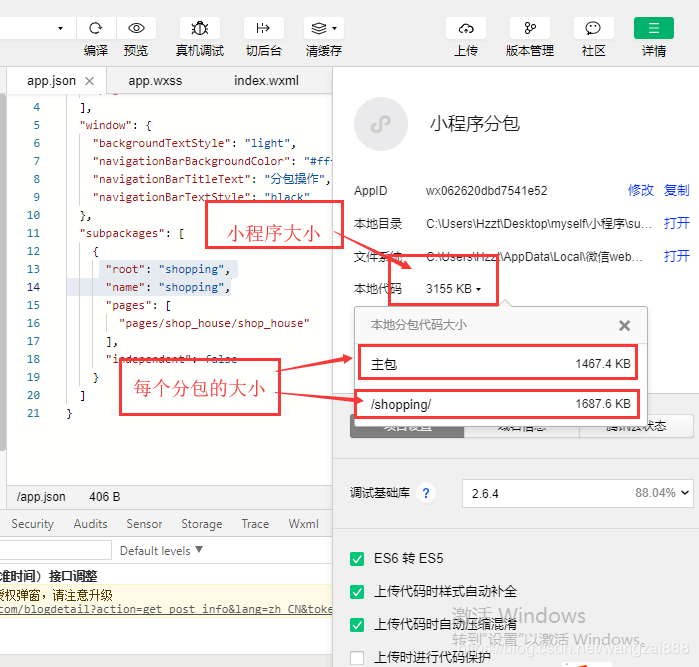 编译 预览 真机调试 切后台 清缓存 上传 版本管理 社区 详情
app.json app.wxss index.wxml
4 ],
5 "window": {
6 "backgroundTextStyle": "light",
7 "navigationBarBackgroundColor": "#ff
8 "navigationBarTitleText": "分包操作",
9 "navigationBarTextStyle": "black"
10 },
11 "subpackages": [
12 {
13 "root": "shopping",
14 "name": "shopping",
15 "pages": [
16 "pages/shop_house/shop_house"
17 ],
18 "independent": false
19 }
20 ]
21 }
小程序大小
每个分包的大小
/app.json 406 B
Security Audits Sensor Storage Trace Wxml
Default levels ▼
准时间）接口调整
受权弹窗，请注意升级
com/blogdetail?action=get_post_info&lang=zh_CN&toke
小程序分包
AppID wx062620dbd7541e52 修改 复制
本地目录 C:\Users\Hzzt\Desktop\myself\小程序\su... 打开
文件系统 C:\Users\Hzzt\AppData\Local\微信web... 打开
本地代码 3155 KB
本地分包代码大小
主包 1467.4 KB
/shopping/ 1687.6 KB
项目设置 域名信息 腾讯云状态
调试基础库 ? 2.6.4 88.04%
ES6 转 ES5
上传代码时样式自动补全
上传代码时自动压缩混淆
上传时进行代码保护
激活 Windows
转到"设置"以激活 Windows。
blog.csdn.net/wangzai888